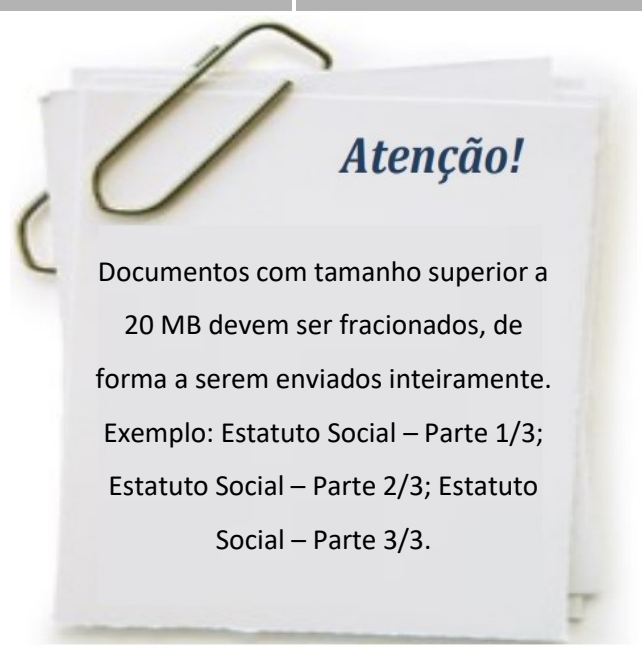 Atenção!
Documentos com tamanho superior a
20 MB devem ser fracionados, de
forma a serem enviados inteiramente.
Exemplo: Estatuto Social – Parte 1/3;
Estatuto Social – Parte 2/3; Estatuto
Social – Parte 3/3.